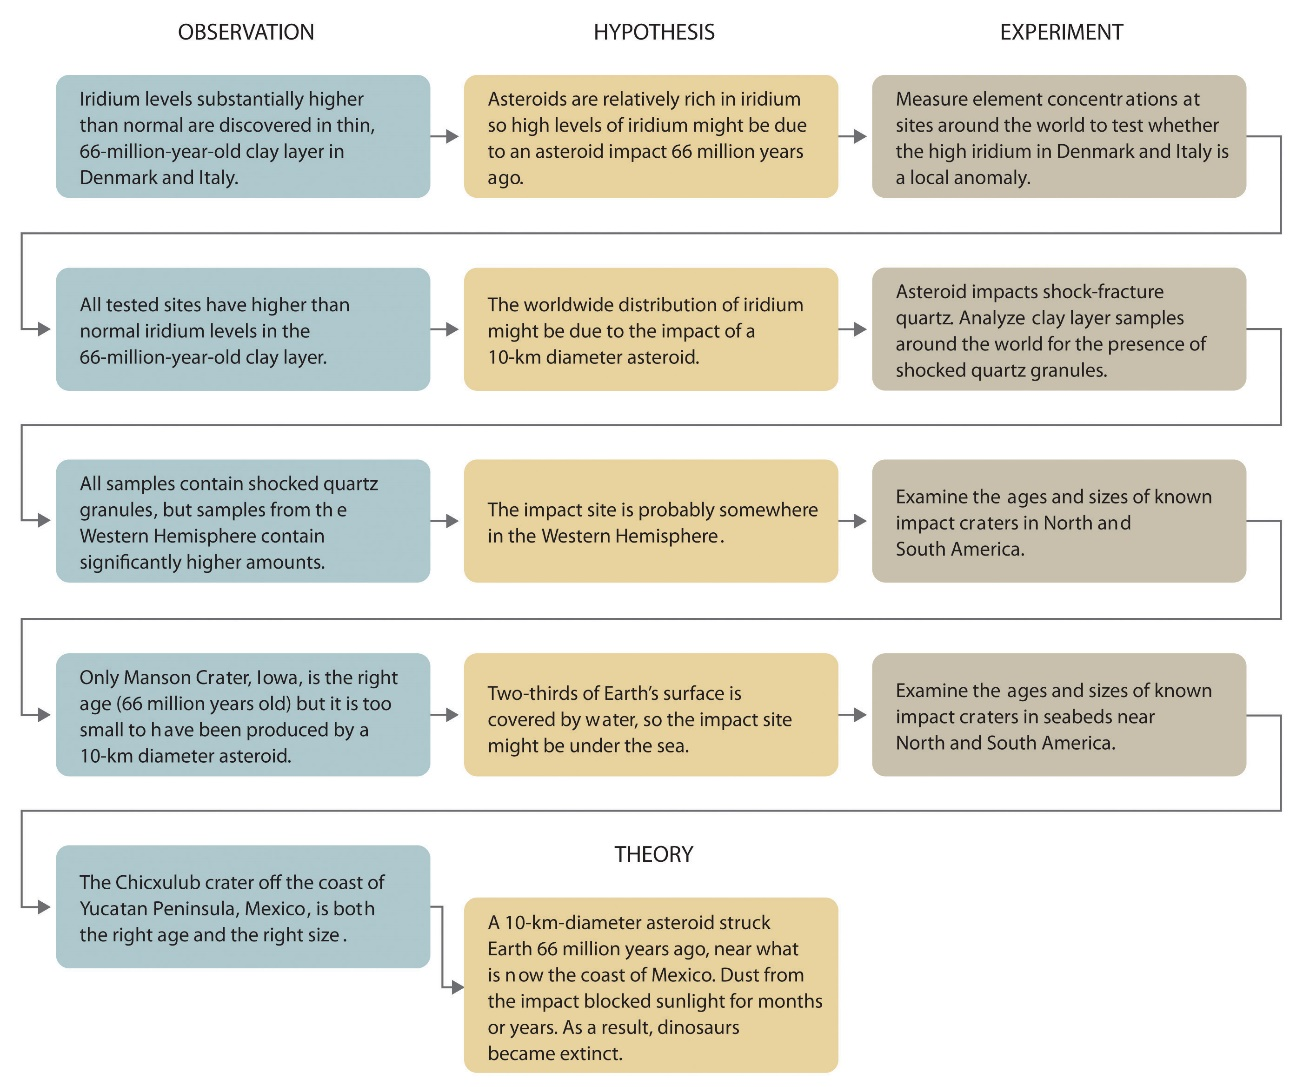 OBSERVATION
HYPOTHESIS
EXPERIMENT
Iridium levels substantially higher
than normal are discovered in thin,
66-million-year-old clay layer in
Denmark and Italy.
Asteroids are relatively rich in iridium
so high levels of iridium might be due
to an asteroid impact 66 million years
ago.
Measure element concentrations at
sites around the world to test whether
the high iridium in Denmark and Italy is
a local anomaly.
All tested sites have higher than
normal iridium levels in the
66-million-year-old clay layer.
The worldwide distribution of iridium
might be due to the impact of a
10-km diameter asteroid.
Asteroid impacts shock-fracture
quartz. Analyze clay layer samples
around the world for the presence of
shocked quartz granules.
All samples contain shocked quartz
granules, but samples from the
Western Hemisphere contain
significantly higher amounts.
The impact site is probably somewhere
in the Western Hemisphere.
Examine the ages and sizes of known
impact craters in North and
South America.
Only Manson Crater, Iowa, is the right
age (66 million years old) but it is too
small to have been produced by a
10-km diameter asteroid.
Two-thirds of Earth's surface is
covered by water, so the impact site
might be under the sea.
Examine the ages and sizes of known
impact craters in seabeds near
North and South America.
The Chicxulub crater off the coast of
Yucatan Peninsula, Mexico, is both
the right age and the right size.
THEORY
A 10-km-diameter asteroid struck
Earth 66 million years ago, near what
is now the coast of Mexico. Dust from
the impact blocked sunlight for months
or years. As a result, dinosaurs
became extinct.